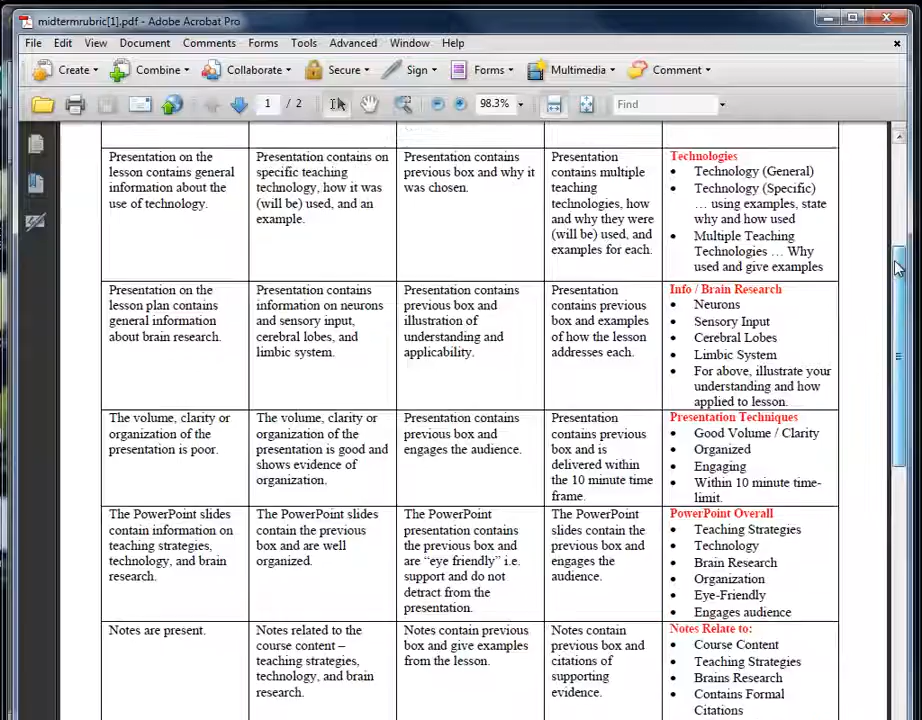 midtermrubric[1].pdf - Adobe Acrobat Pro
File Edit View Document Comments Forms Tools Advanced Window Help
Create Combine Collaborate Secure Sign Forms Multimedia Comment
1 / 2 98.3% Find
Presentation on the
lesson contains general
information about the
use of technology.
Presentation contains on
specific teaching
technology, how it was
(will be) used, and an
example.
Presentation contains
previous box and why it
was chosen.
Presentation
contains multiple
teaching
technologies, how
and why they were
(will be) used, and
examples for each.
Technologies
• Technology (General)
• Technology (Specific)
… using examples, state
why and how used
• Multiple Teaching
Technologies … Why
used and give examples
Presentation on the
lesson plan contains
general information
about brain research.
Presentation contains
information on neurons
and sensory input,
cerebral lobes, and
limbic system.
Presentation contains
previous box and
illustration of
understanding and
applicability.
Presentation
contains previous
box and examples
of how the lesson
addresses each.
Info / Brain Research
• Neurons
• Sensory Input
• Cerebral Lobes
• Limbic System
• For above, illustrate your
understanding and how
applied to lesson.
The volume, clarity or
organization of the
presentation is poor.
The volume, clarity or
organization of the
presentation is good and
shows evidence of
organization.
Presentation contains
previous box and
engages the audience.
Presentation
contains previous
box and is
delivered within
the 10 minute time
frame.
Presentation Techniques
• Good Volume / Clarity
• Organized
• Engaging
• Within 10 minute time-
limit.
The PowerPoint slides
contain information on
teaching strategies,
technology, and brain
research.
The PowerPoint slides
contain the previous
box and are well
organized.
The PowerPoint
presentation contains
the previous box and
are “eye friendly” i.e.
support and do not
detract from the
presentation.
The PowerPoint
slides contain the
previous box and
engages the
audience.
PowerPoint Overall
• Teaching Strategies
• Technology
• Brain Research
• Organization
• Eye-Friendly
• Engages audience
Notes are present.
Notes related to the
course content –
teaching strategies,
technology, and brain
research.
Notes contain previous
box and give examples
from the lesson.
Notes contain
previous box and
citations of
supporting
evidence.
Notes Relate to:
• Course Content
• Teaching Strategies
• Brains Research
• Contains Formal
Citations